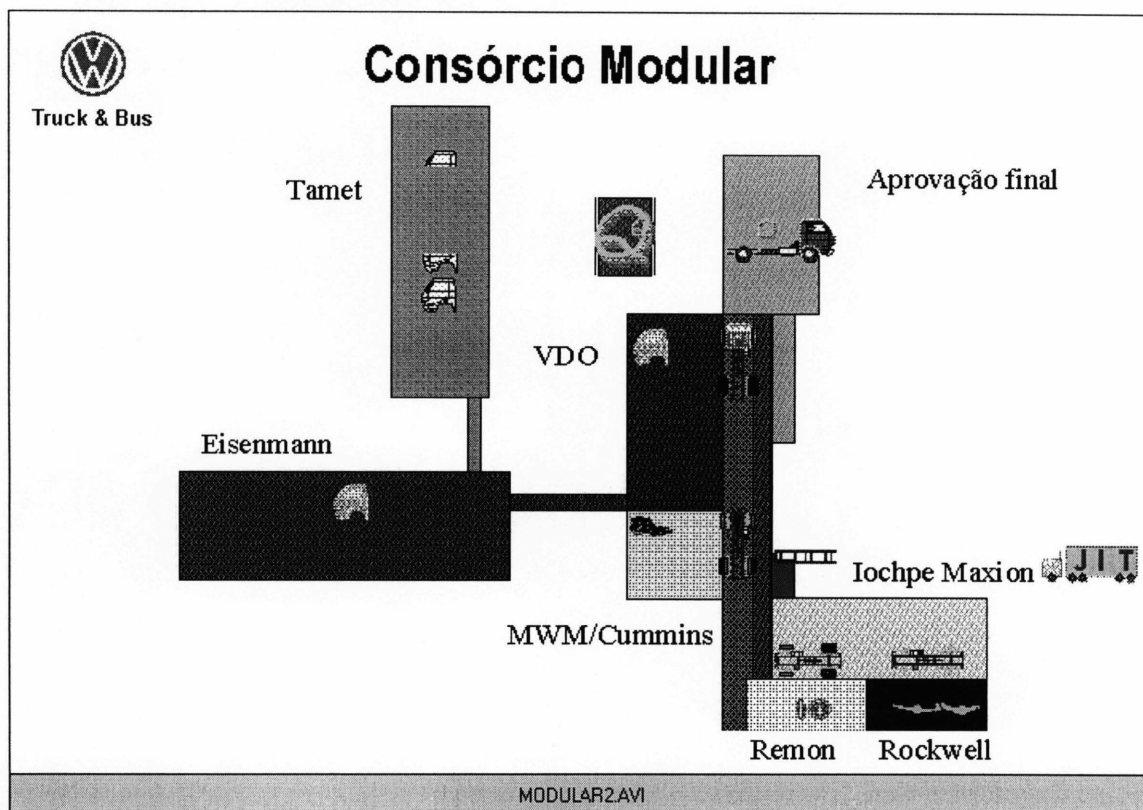 Consórcio Modular
Truck & Bus
Tamet
Aprovação final
VDO
Eisenmann
Iochpe Maxion
JIT
MWM/Cummins
Remon
Rockwell
MODULAR2.AVI